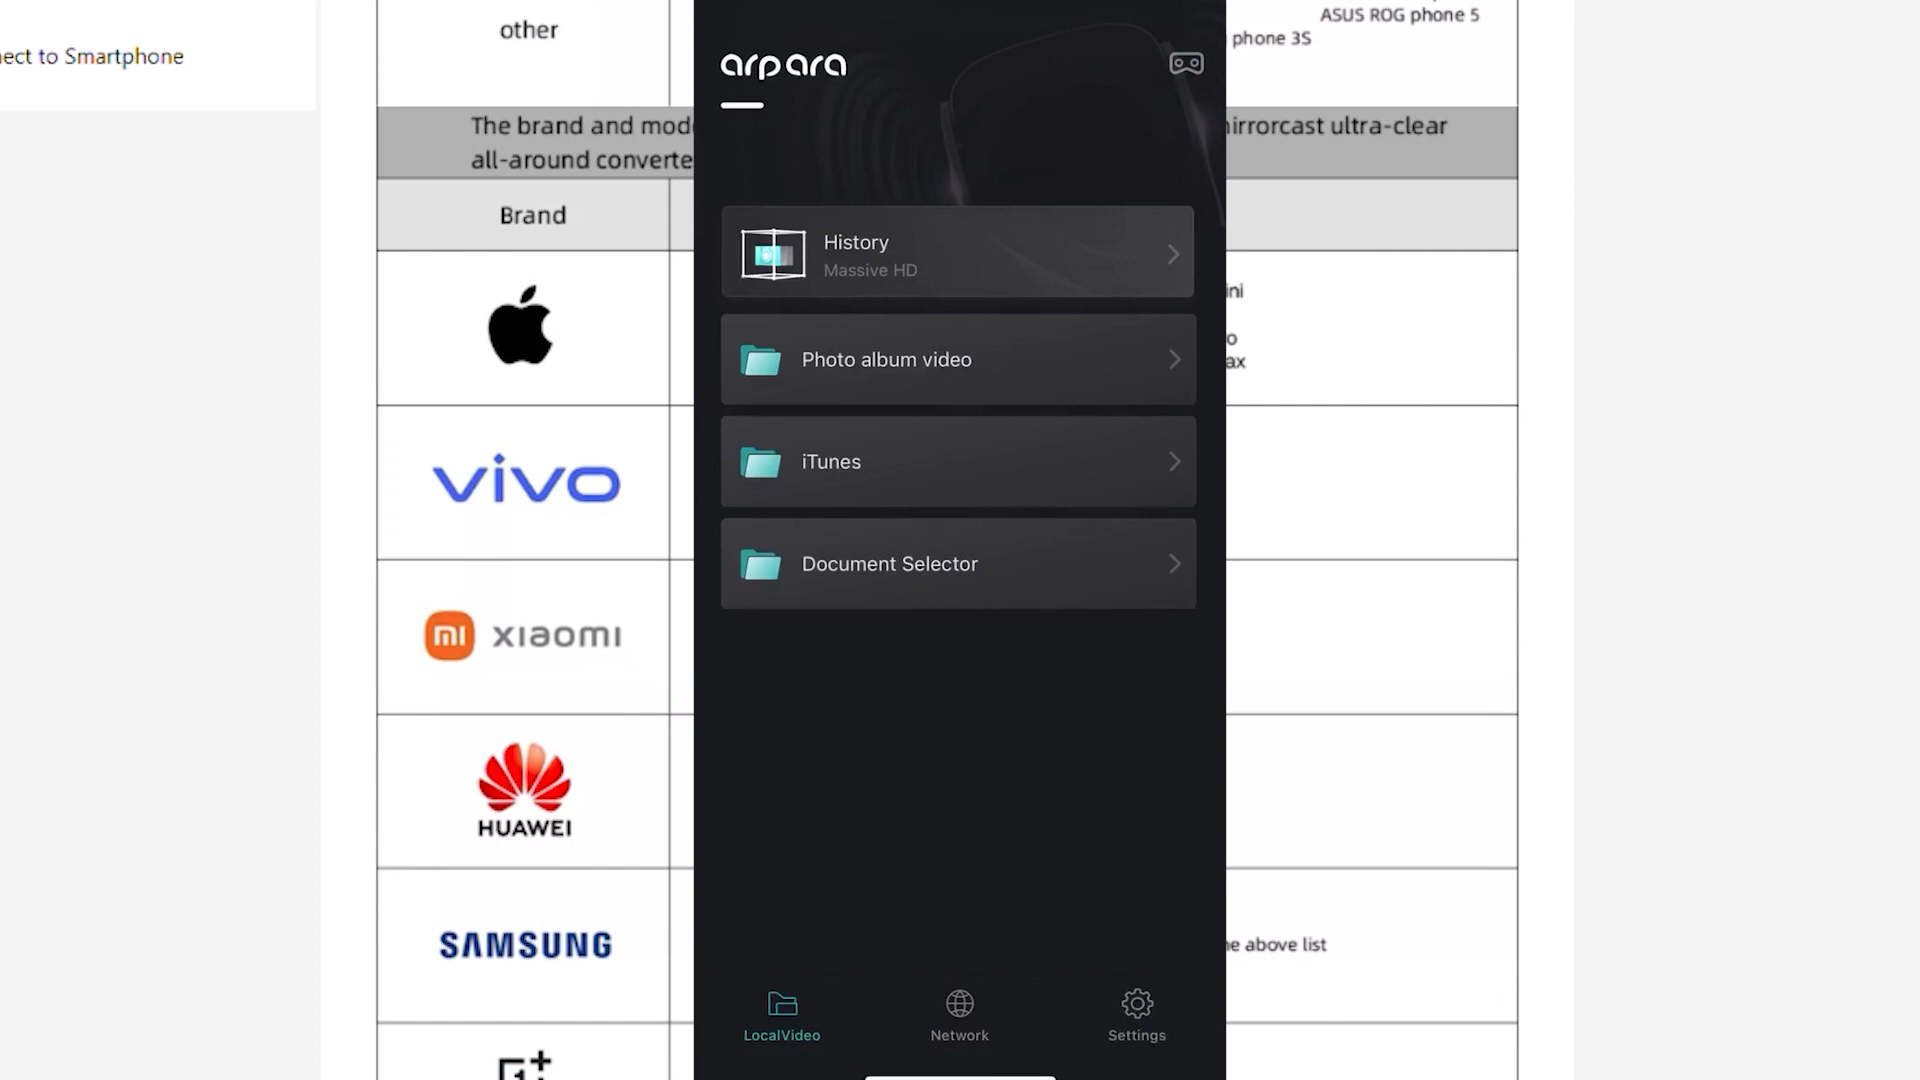 other
ASUS ROG phone 5
phone 3S
ect to Smartphone
arpara
The brand and mod
irrorcast ultra-clear
all-around converte
Brand
History
Massive HD
ini
Photo album video
o
ax
iTunes
vivo
Document Selector
mi xiaomi
HUAWEI
SAMSUNG
e above list
LocalVideo
Network
Settings